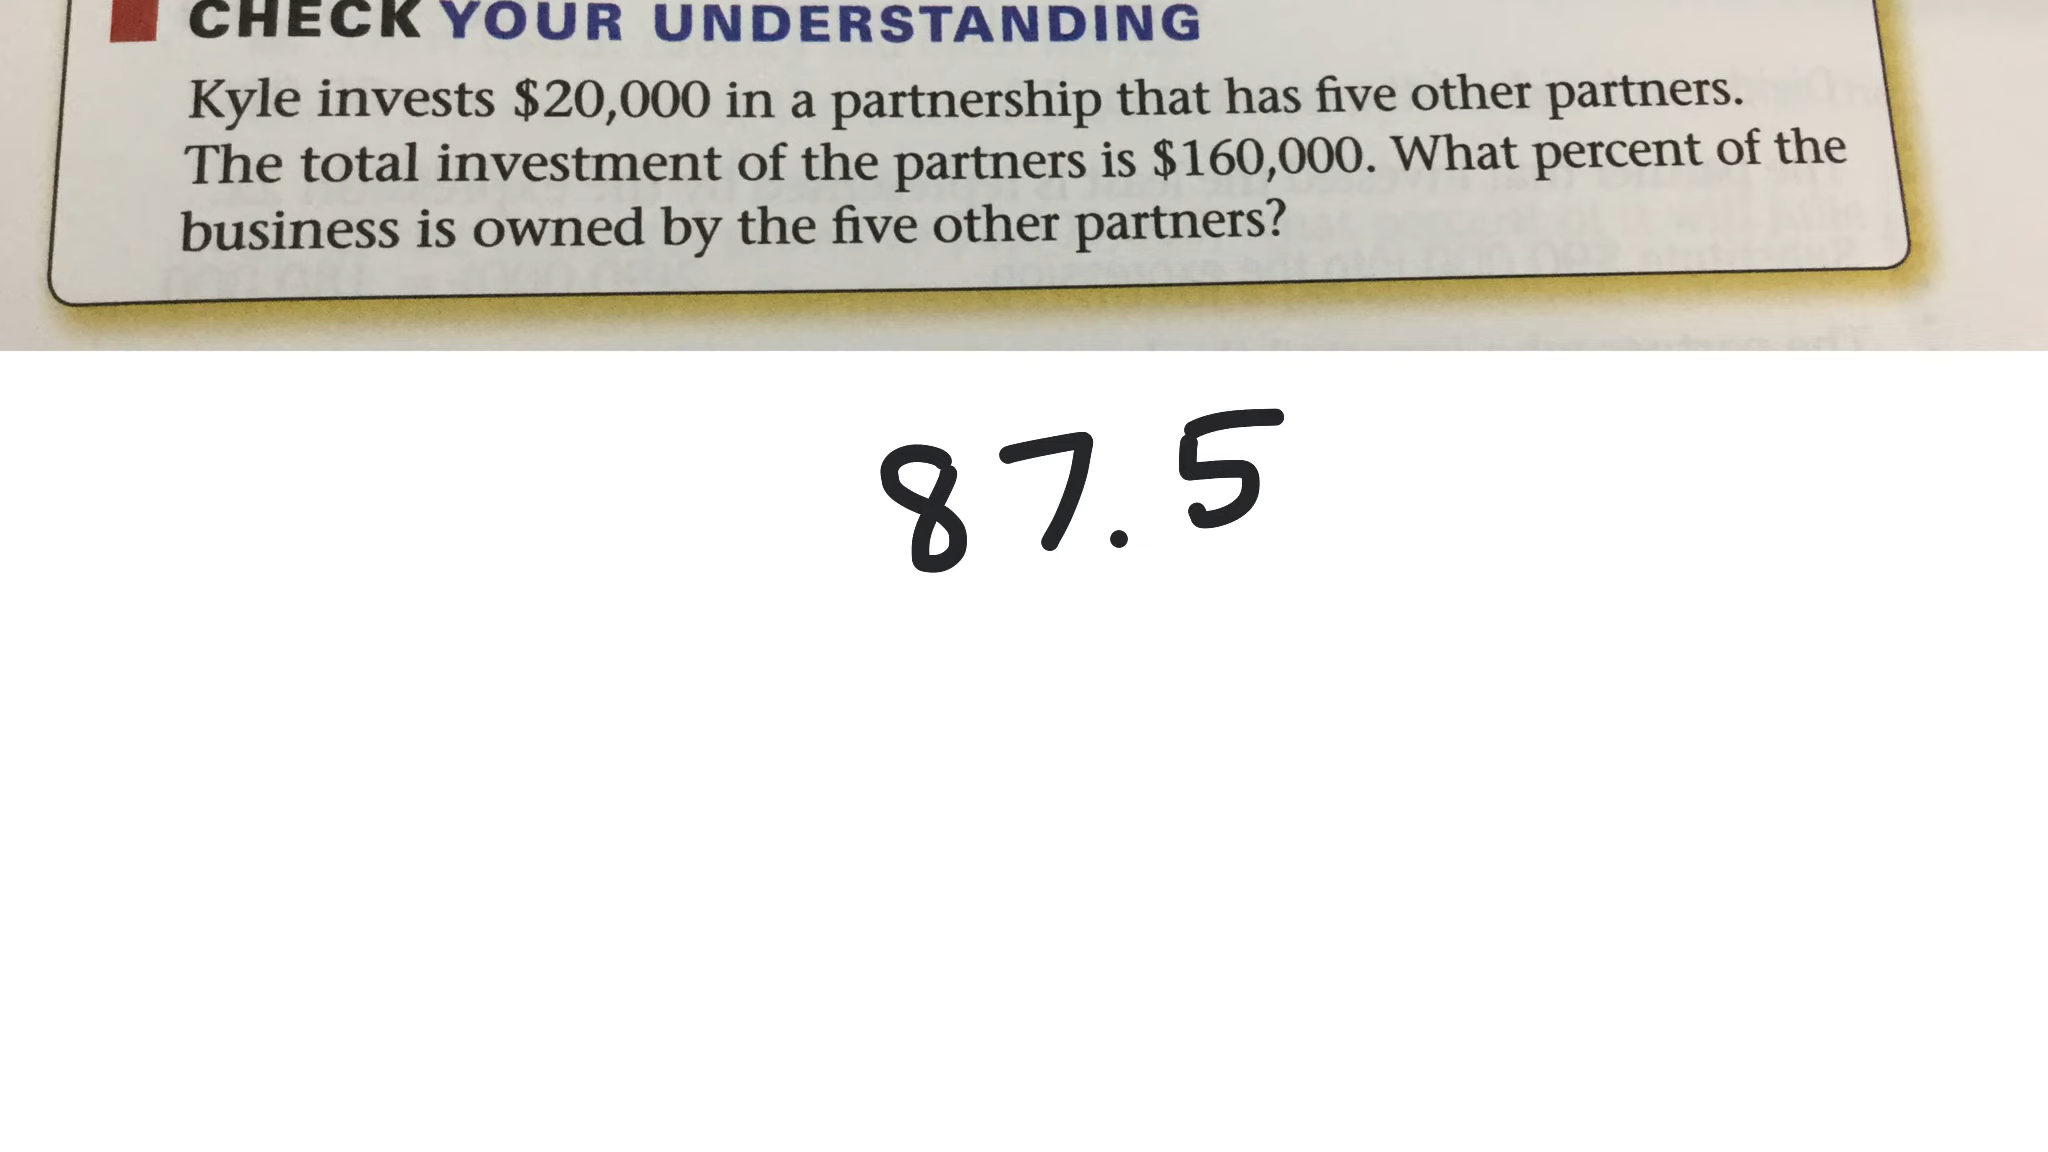 CHECK YOUR UNDERSTANDING
Kyle invests $20,000 in a partnership that has five other partners.
The total investment of the partners is $160,000. What percent of the
business is owned by the five other partners?
87.5